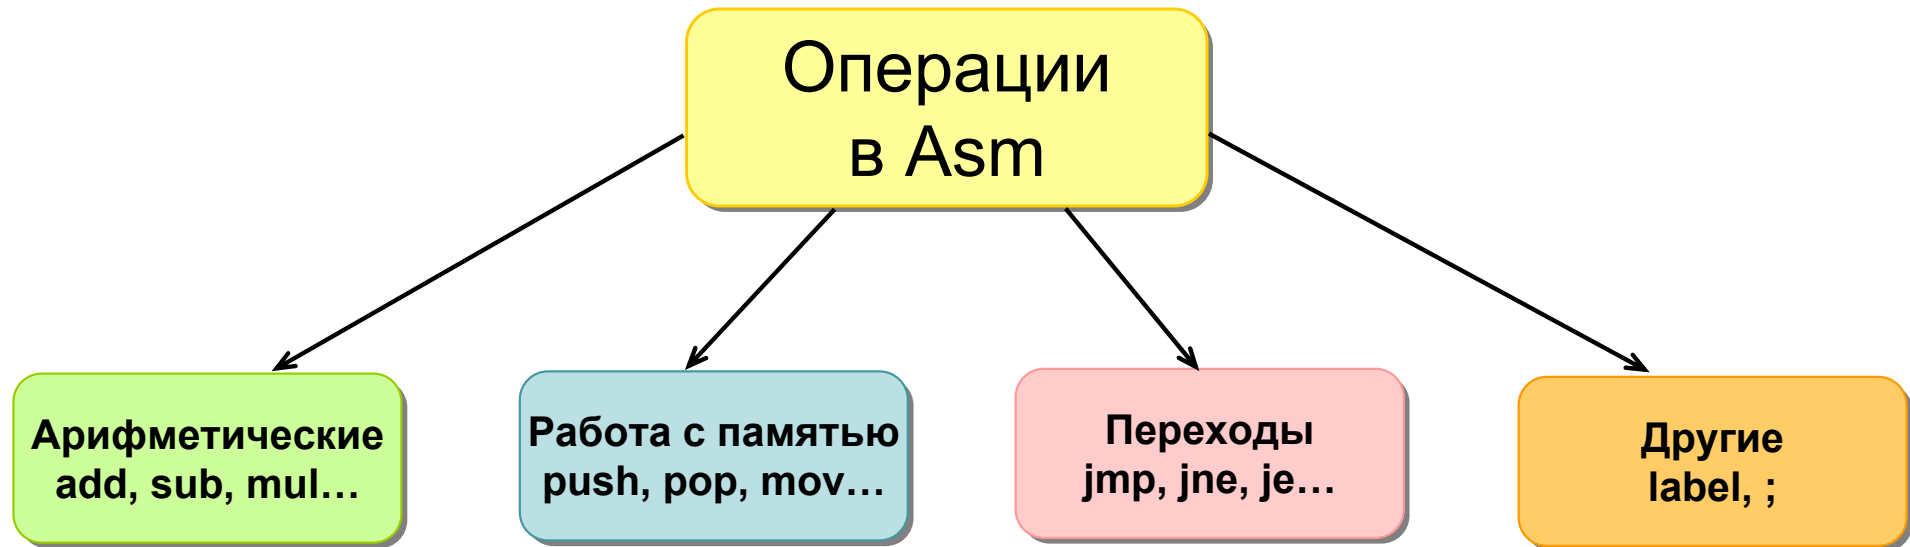 Операции
в Asm
Арифметические
add, sub, mul…
Работа с памятью
push, pop, mov…
Переходы
jmp, jne, je…
Другие
label, ;